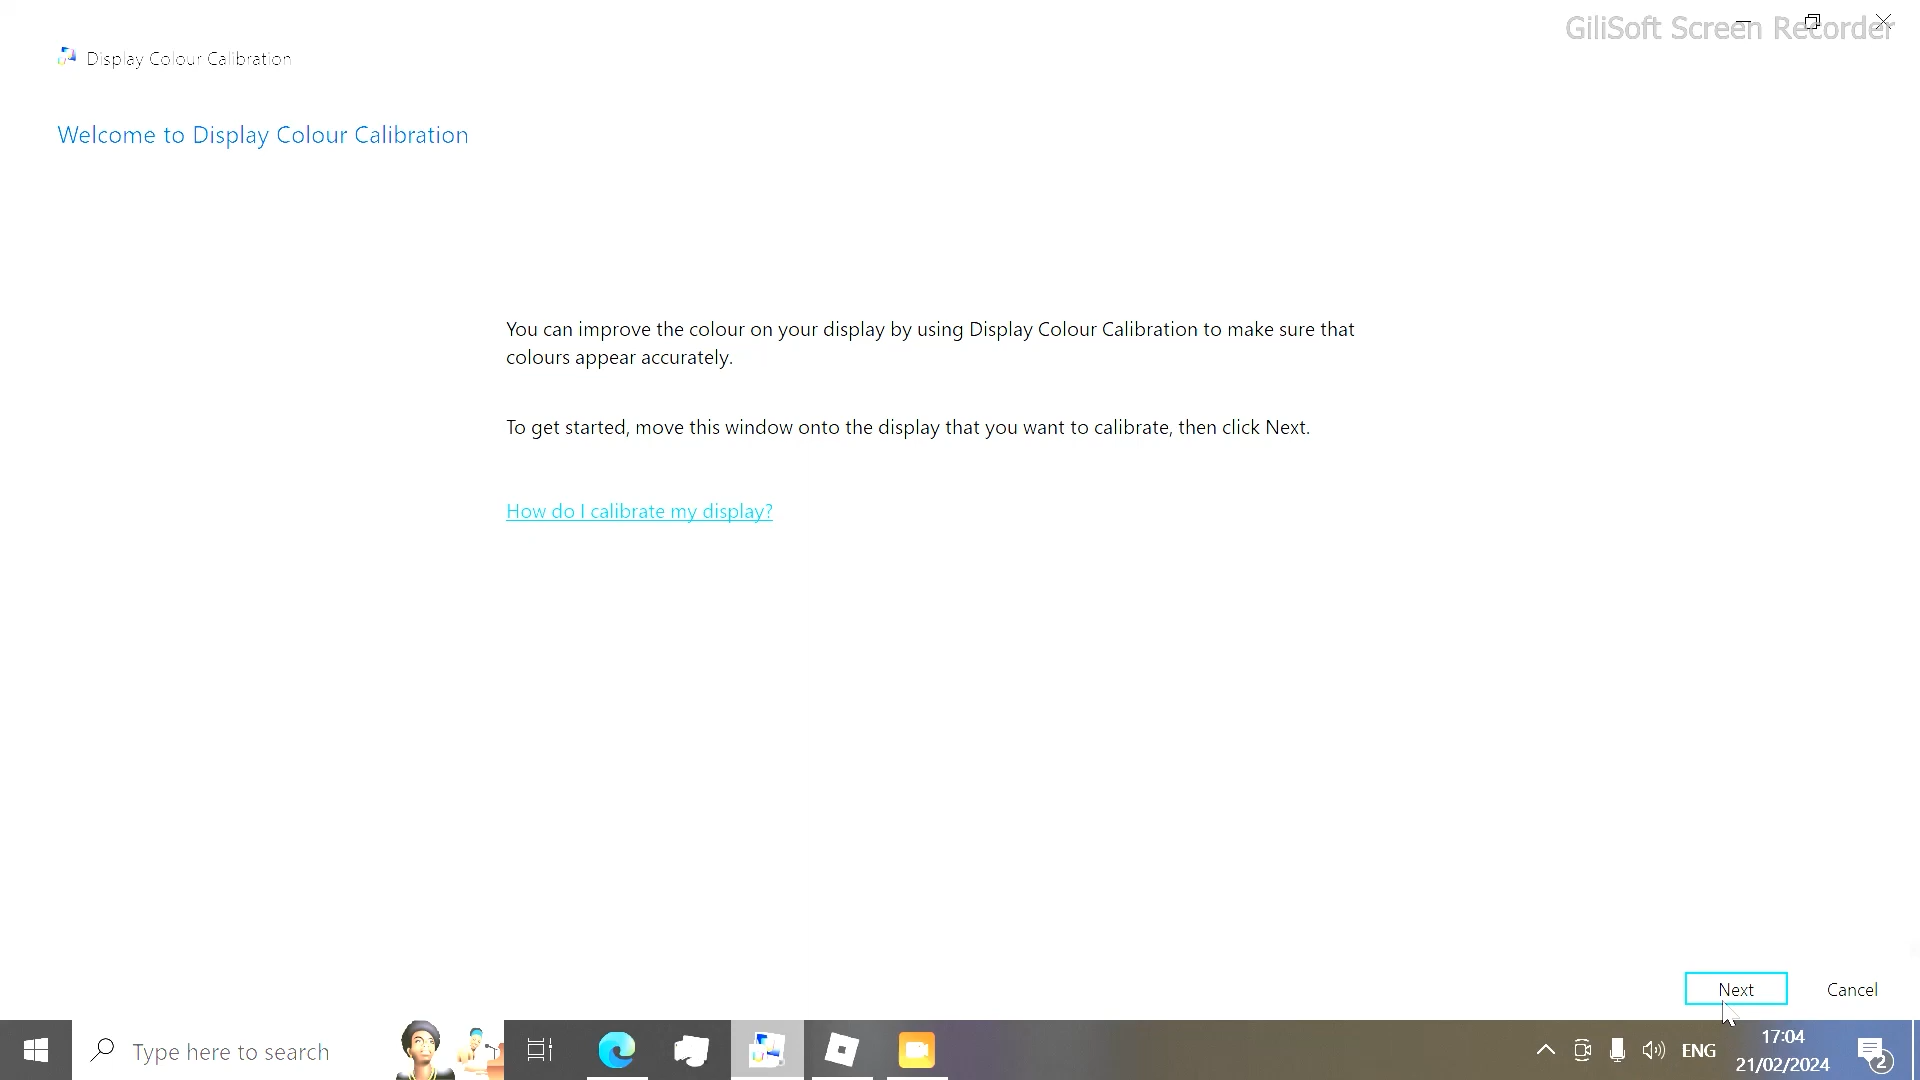 GiliSoft Screen Recorder
Display Colour Calibration
Welcome to Display Colour Calibration
You can improve the colour on your display by using Display Colour Calibration to make sure that
colours appear accurately.
To get started, move this window onto the display that you want to calibrate, then click Next.
How do I calibrate my display?
Next
Cancel
Type here to search
ENG
17:04
21/02/2024
2